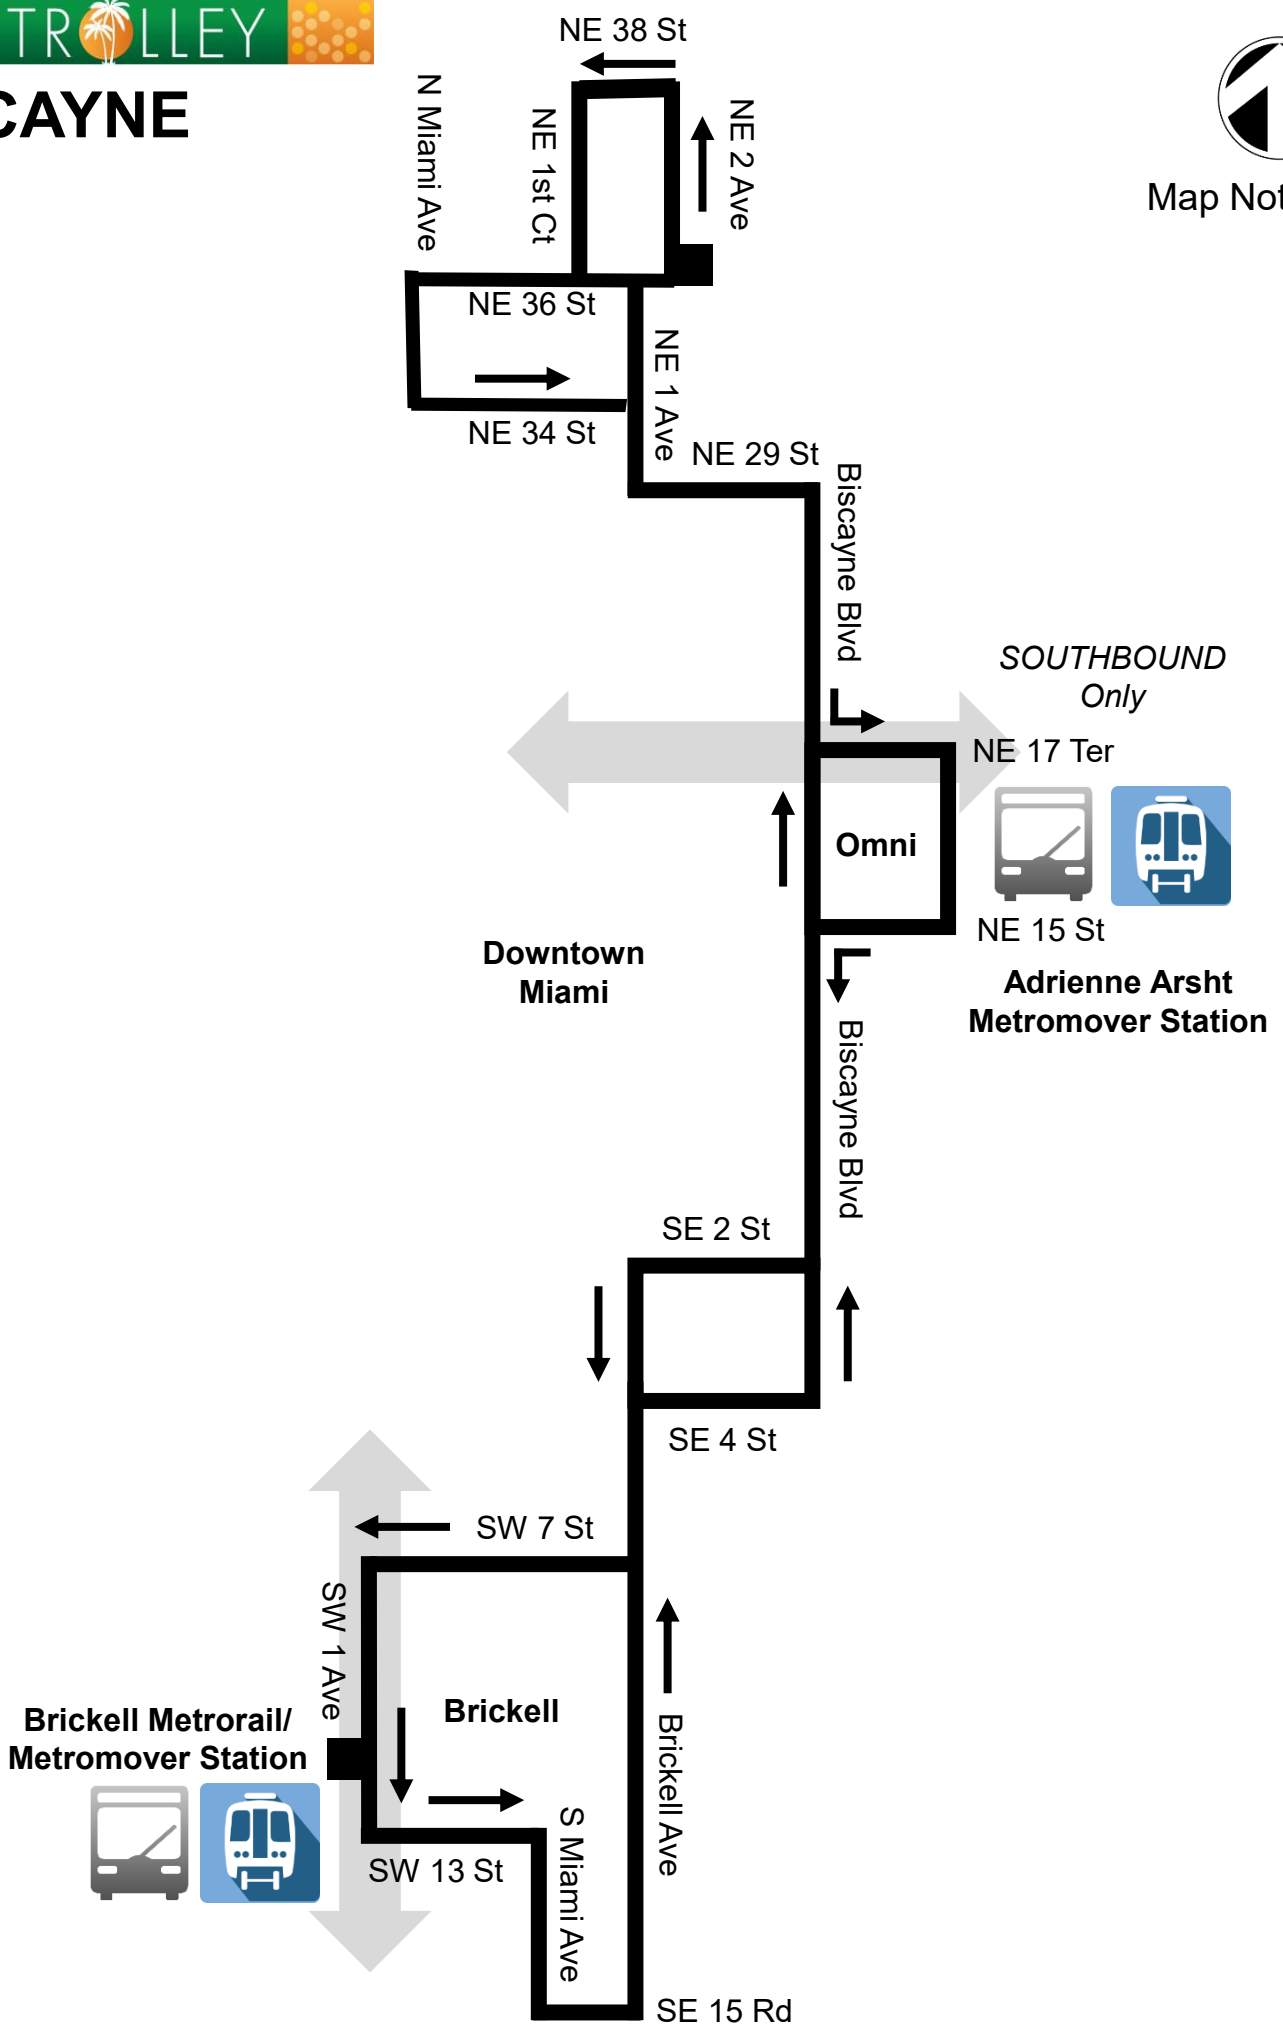 TROLLEY
CAYNE
NE 38 St
N Miami Ave
NE 1st Ct
NE 2 Ave
Map Not
NE 36 St
NE 1 Ave
NE 34 St
NE 29 St
Biscayne Blvd
SOUTHBOUND
Only
NE 17 Ter
Omni
NE 15 St
Downtown
Miami
Adrienne Arsht
Metromover Station
Biscayne Blvd
SE 2 St
SE 4 St
SW 7 St
SW 1 Ave
Brickell
Brickell Metrorail/
Metromover Station
Brickell Ave
S Miami Ave
SW 13 St
SE 15 Rd